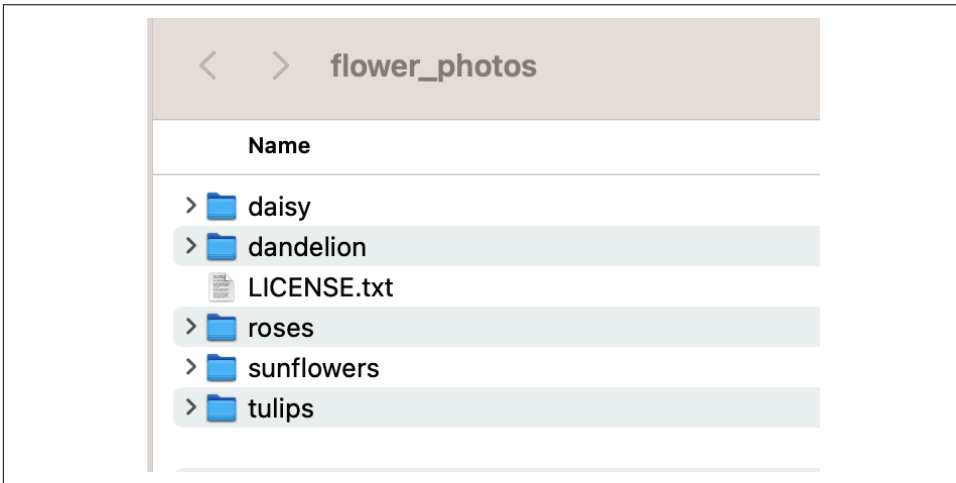 flower_photos
Name
daisy
dandelion
LICENSE.txt
roses
sunflowers
tulips